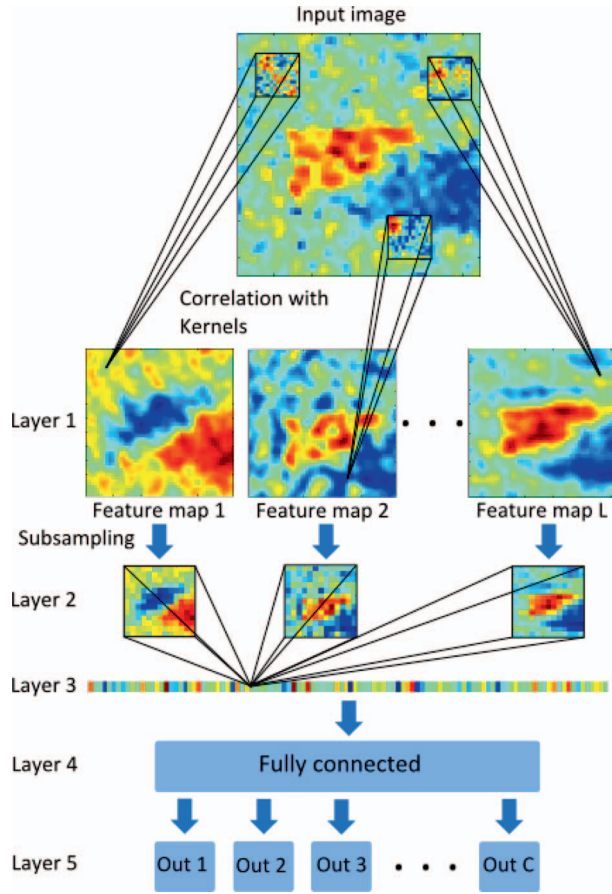 Input image
Correlation with
Kernels
Layer 1
Feature map 1
Feature map 2
Feature map L
Subsampling
Layer 2
Layer 3
Layer 4
Fully connected
Layer 5
Out 1
Out 2
Out 3
Out C